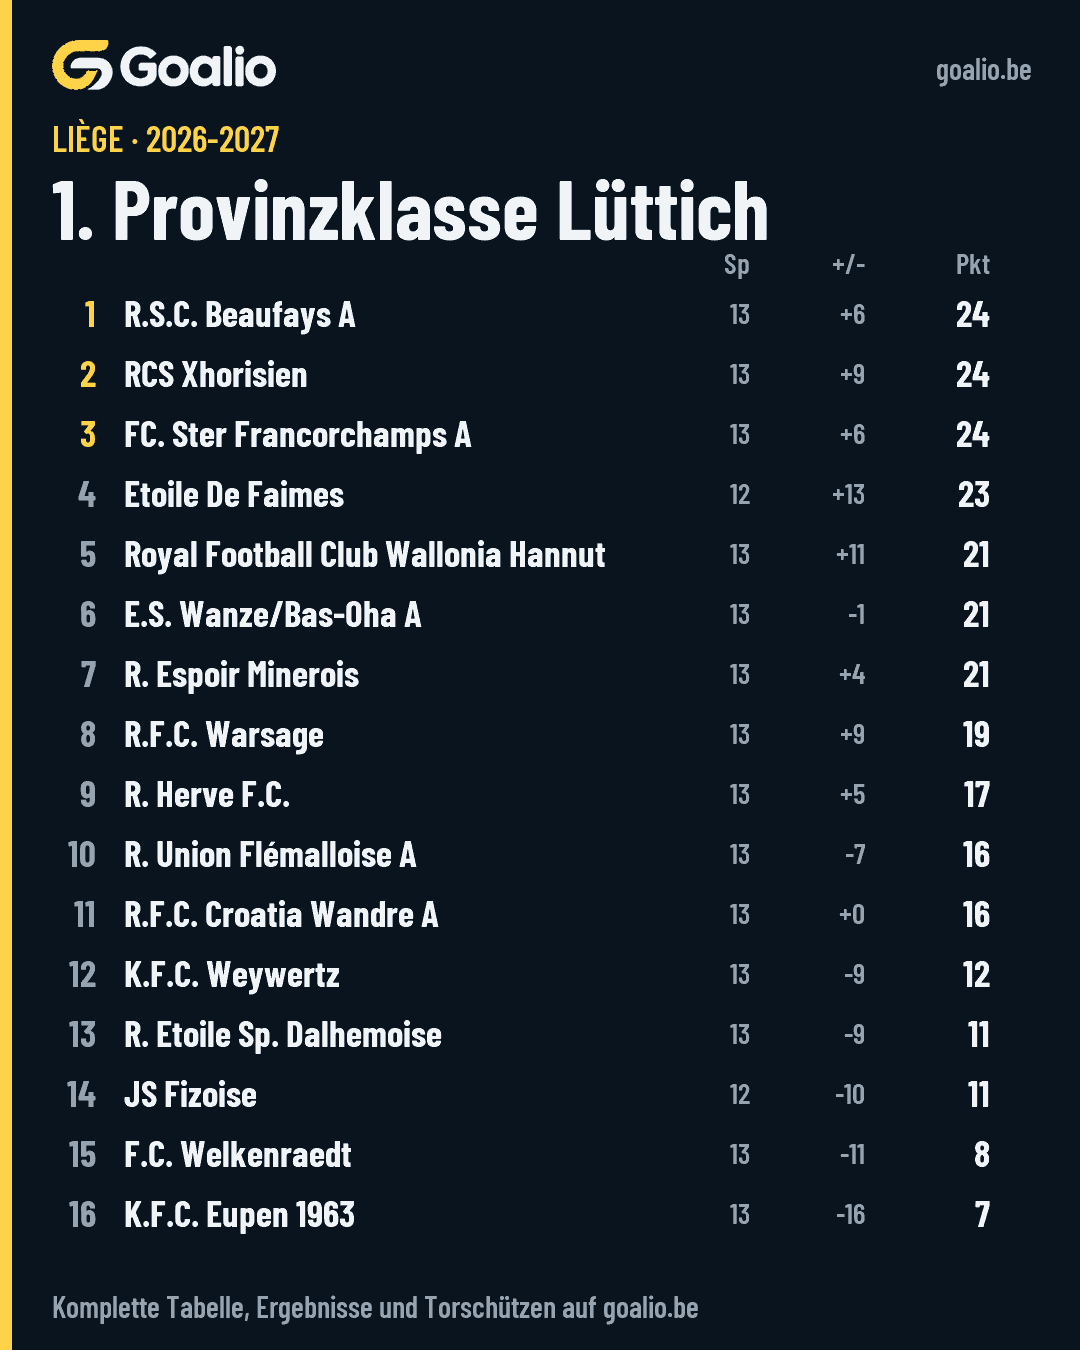 Goalio goalio.be
LIÈGE · 2026-2027
1. Provinzklasse Lüttich
Sp +/- Pkt
1 R.S.C. Beaufays A 13 +6 24
2 RCS Xhorisien 13 +9 24
3 FC. Ster Francorchamps A 13 +6 24
4 Etoile De Faimes 12 +13 23
5 Royal Football Club Wallonia Hannut 13 +11 21
6 E.S. Wanze/Bas-Oha A 13 -1 21
7 R. Espoir Minerois 13 +4 21
8 R.F.C. Warsage 13 +9 19
9 R. Herve F.C. 13 +5 17
10 R. Union Flémalloise A 13 -7 16
11 R.F.C. Croatia Wandre A 13 +0 16
12 K.F.C. Weywertz 13 -9 12
13 R. Etoile Sp. Dalhemoise 13 -9 11
14 JS Fizoise 12 -10 11
15 F.C. Welkenraedt 13 -11 8
16 K.F.C. Eupen 1963 13 -16 7
Komplette Tabelle, Ergebnisse und Torschützen auf goalio.be